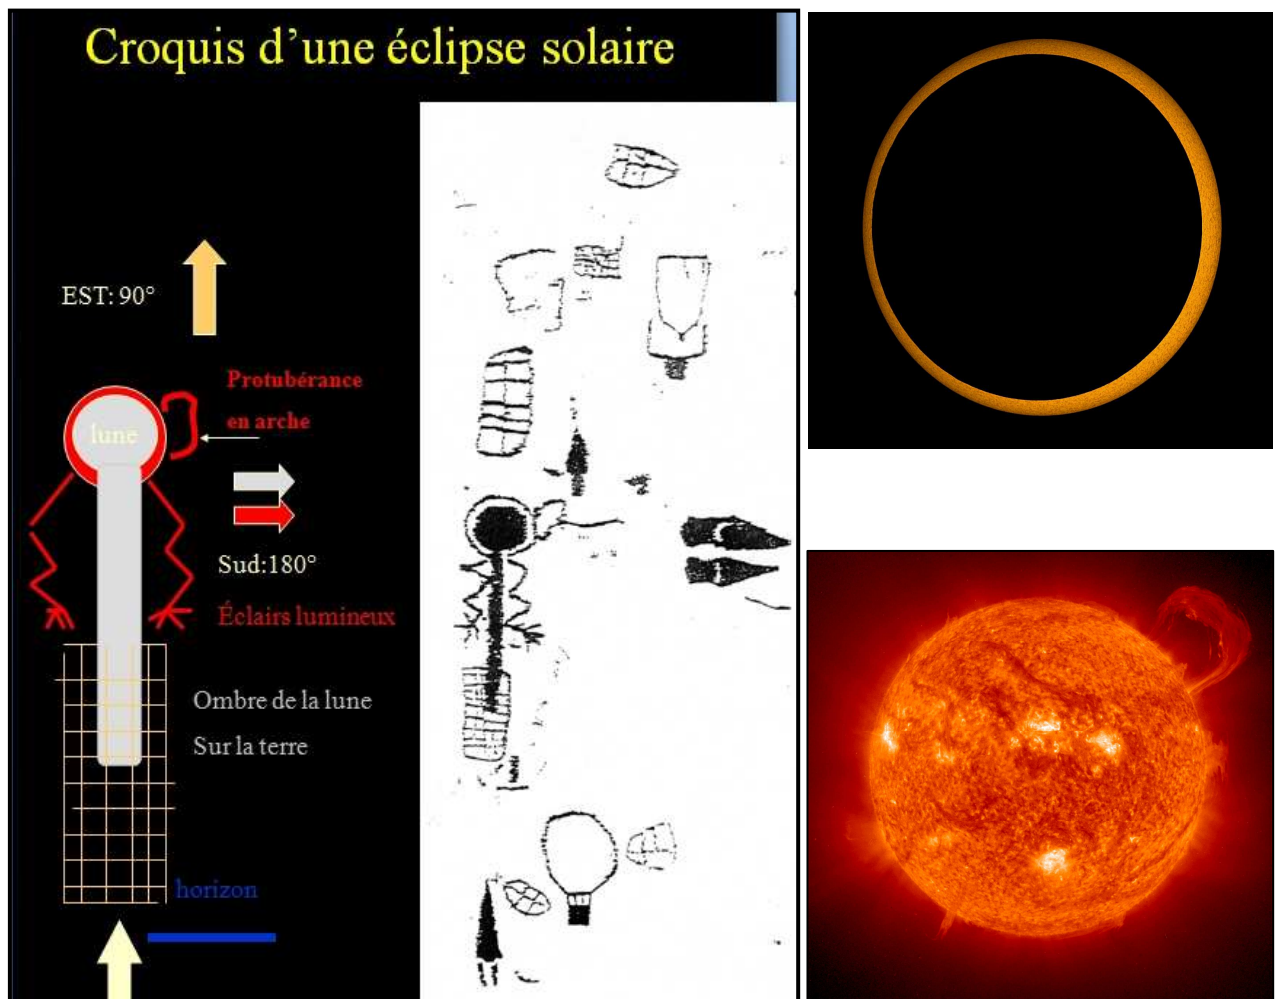 Croquis d'une éclipse solaire
EST: 90°
Protubérance
en arche
lune
Sud:180°
Éclairs lumineux
Ombre de la lune
Sur la terre
horizon